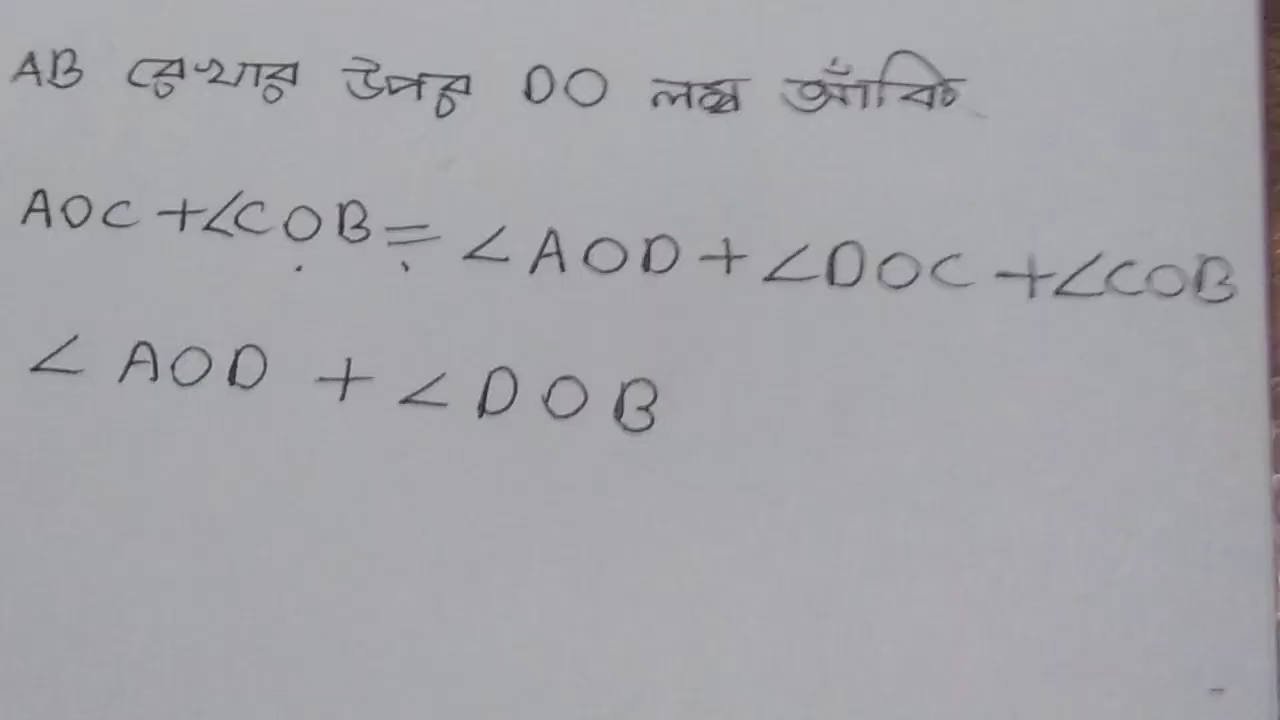 AB রেখার উপর DO লম্ব আঁকি
AOC +∠COB = ∠AOD + ∠DOC +∠COB
∠AOD + ∠DOB